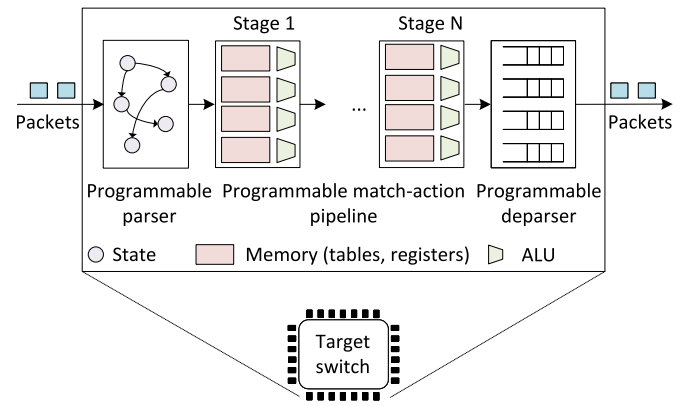 Stage 1
Stage N
...
Packets
Packets
Programmable
parser
Programmable match-action
pipeline
Programmable
deparser
State
Memory (tables, registers)
ALU
Target
switch